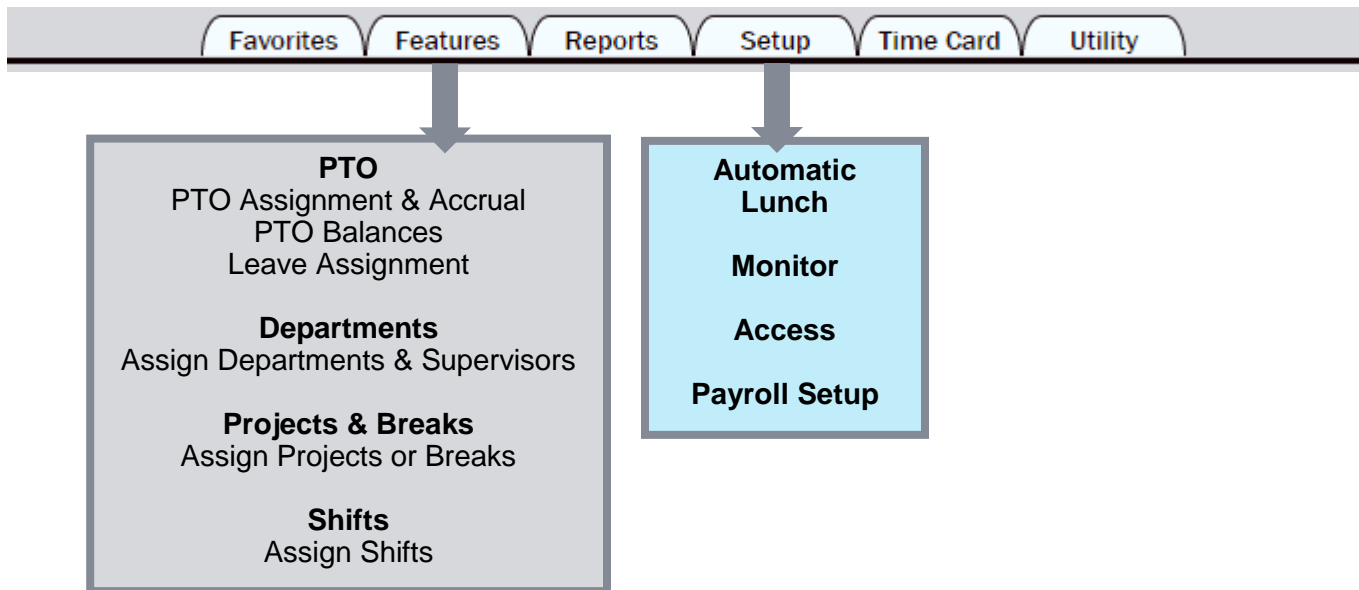 Favorites Features Reports Setup Time Card Utility
PTO
PTO Assignment & Accrual
PTO Balances
Leave Assignment
Departments
Assign Departments & Supervisors
Projects & Breaks
Assign Projects or Breaks
Shifts
Assign Shifts
Automatic
Lunch
Monitor
Access
Payroll Setup